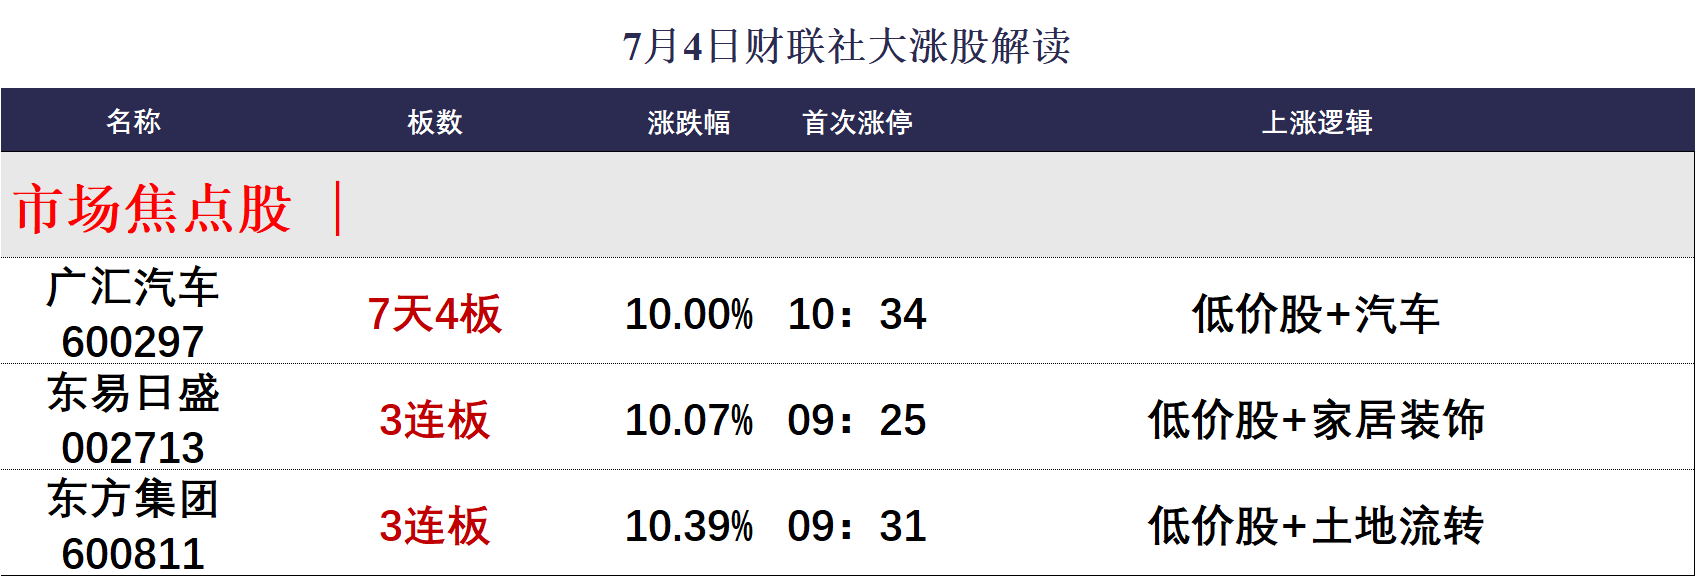 7月4日财联社大涨股解读
名称 板数 涨跌幅 首次涨停 上涨逻辑
市场焦点股 ｜
广汇汽车
600297
7天4板 10.00% 10：34 低价股+汽车
东易日盛
002713
3连板 10.07% 09：25 低价股+家居装饰
东方集团
600811
3连板 10.39% 09：31 低价股+土地流转